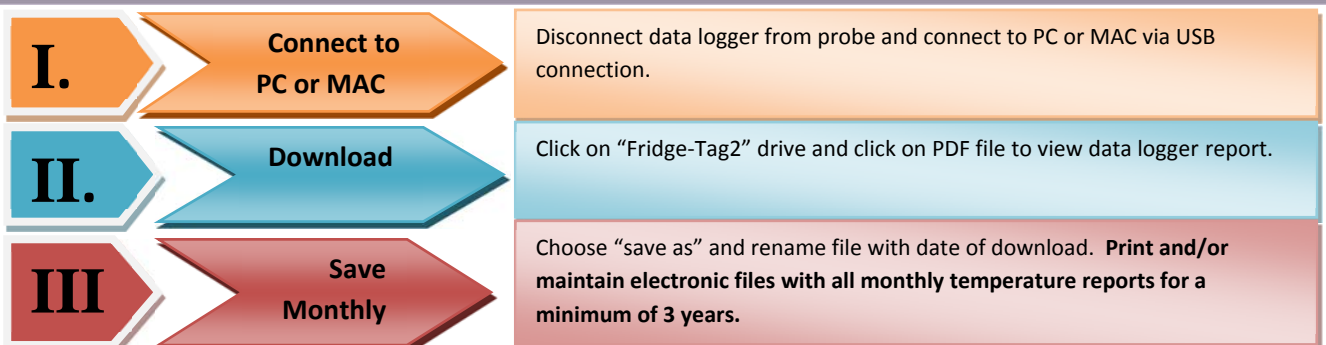 I.
Connect to
PC or MAC
Disconnect data logger from probe and connect to PC or MAC via USB
connection.
II.
Download
Click on “Fridge-Tag2” drive and click on PDF file to view data logger report.
III
Save
Monthly
Choose “save as” and rename file with date of download. Print and/or
maintain electronic files with all monthly temperature reports for a
minimum of 3 years.